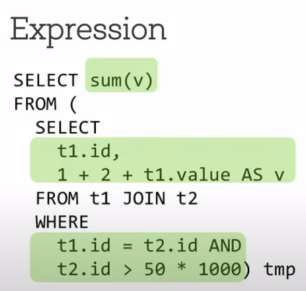 Expression
SELECT sum(v)
FROM (
SELECT
t1.id,
1 + 2 + t1.value AS v
FROM t1 JOIN t2
WHERE
t1.id = t2.id AND
t2.id > 50 * 1000) tmp